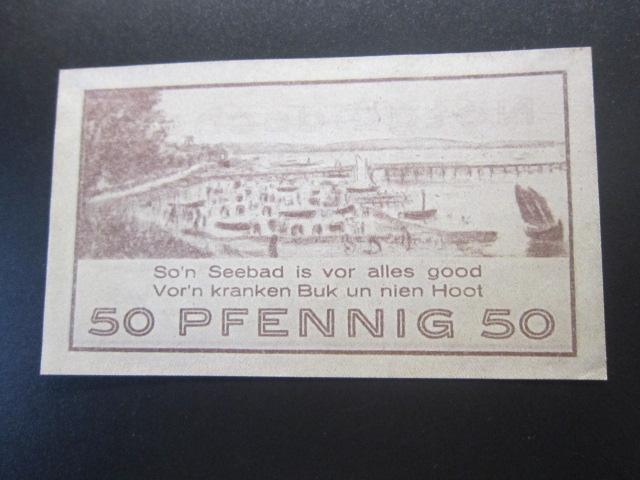 So'n Seebad is vor alles good
Vor'n kranken Buk un nien Hoot
50 PFENNIG 50